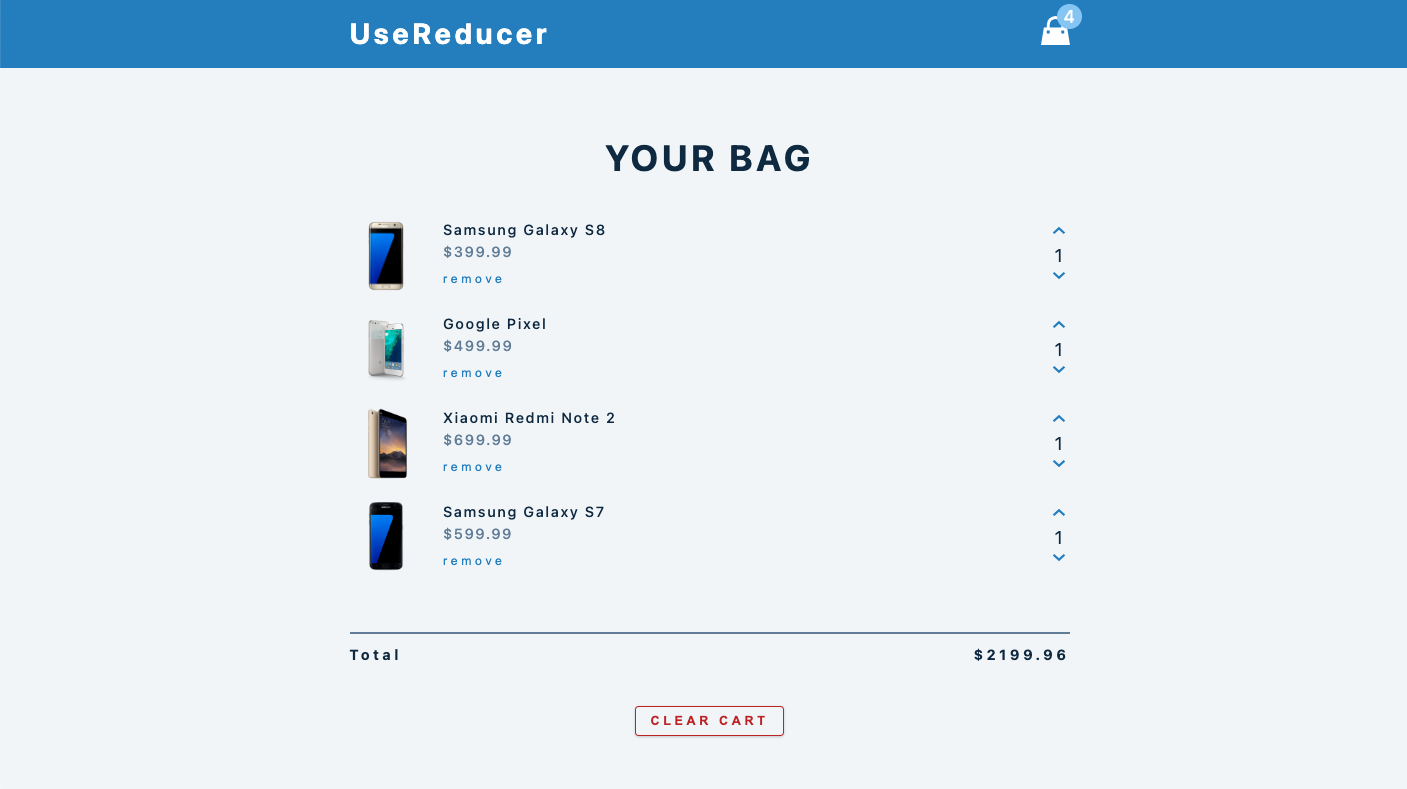 UseReducer
4
YOUR BAG
Samsung Galaxy S8
$399.99
remove
1
Google Pixel
$499.99
remove
1
Xiaomi Redmi Note 2
$699.99
remove
1
Samsung Galaxy S7
$599.99
remove
1
Total $2199.96
CLEAR CART